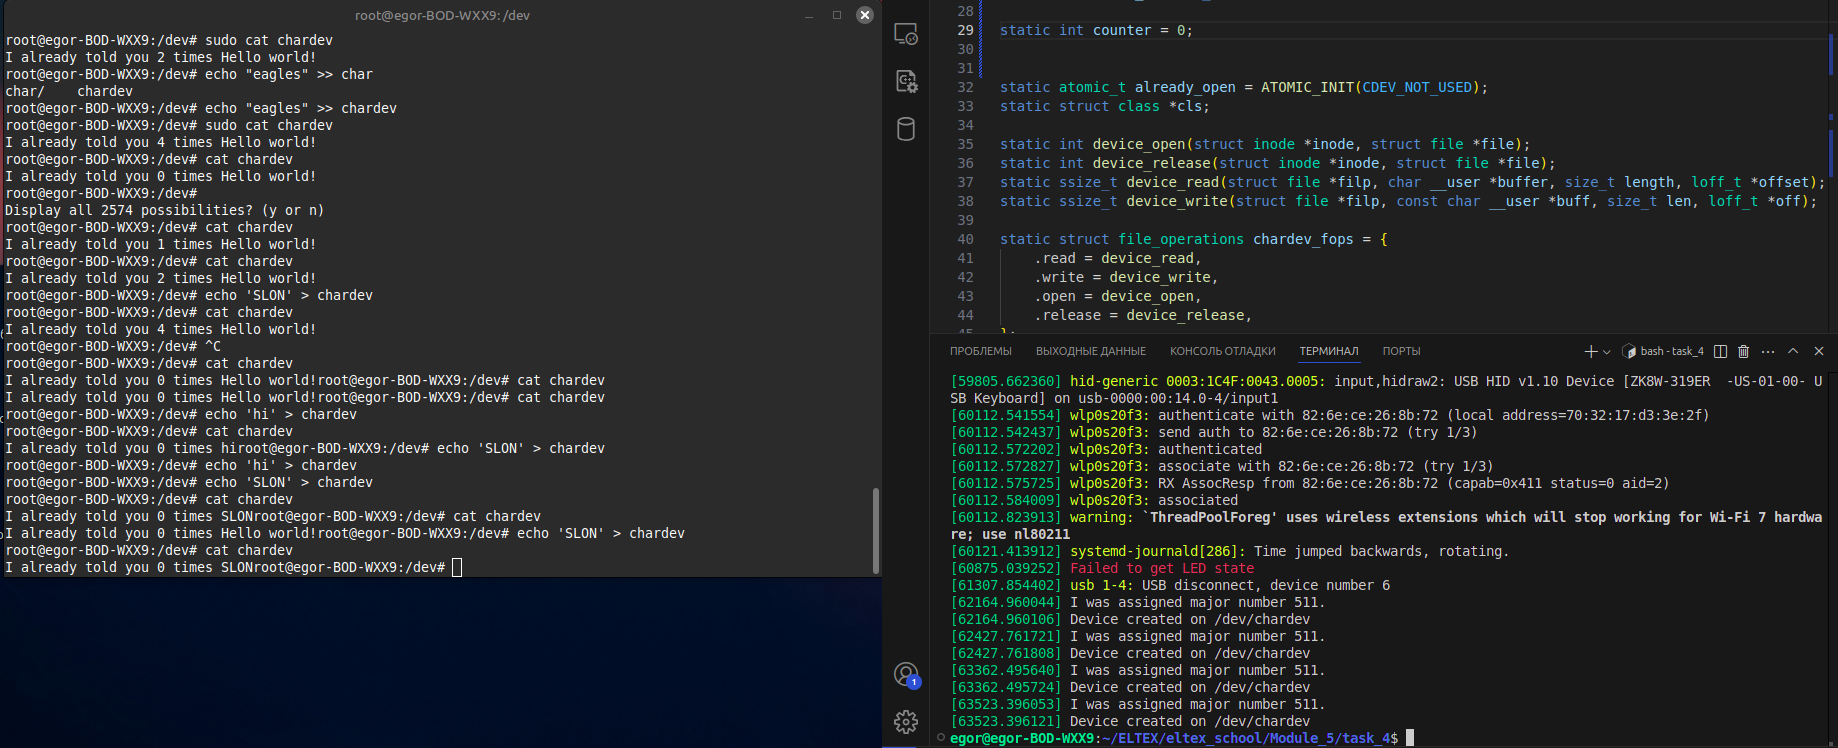 root@egor-BOD-WXX9: /dev
root@egor-BOD-WXX9:/dev# sudo cat chardev
I already told you 2 times Hello world!
root@egor-BOD-WXX9:/dev# echo "eagles" >> char
char/    chardev
root@egor-BOD-WXX9:/dev# echo "eagles" >> chardev
root@egor-BOD-WXX9:/dev# sudo cat chardev
I already told you 4 times Hello world!
root@egor-BOD-WXX9:/dev# cat chardev
I already told you 0 times Hello world!
root@egor-BOD-WXX9:/dev#
Display all 2574 possibilities? (y or n)
root@egor-BOD-WXX9:/dev# cat chardev
I already told you 1 times Hello world!
root@egor-BOD-WXX9:/dev# cat chardev
I already told you 2 times Hello world!
root@egor-BOD-WXX9:/dev# echo 'SLON' > chardev
root@egor-BOD-WXX9:/dev# cat chardev
I already told you 4 times Hello world!
root@egor-BOD-WXX9:/dev# ^C
root@egor-BOD-WXX9:/dev# cat chardev
I already told you 0 times Hello world!root@egor-BOD-WXX9:/dev# cat chardev
I already told you 0 times Hello world!root@egor-BOD-WXX9:/dev# cat chardev
root@egor-BOD-WXX9:/dev# echo 'hi' > chardev
root@egor-BOD-WXX9:/dev# cat chardev
I already told you 0 times hiroot@egor-BOD-WXX9:/dev# echo 'SLON' > chardev
root@egor-BOD-WXX9:/dev# echo 'hi' > chardev
root@egor-BOD-WXX9:/dev# echo 'SLON' > chardev
root@egor-BOD-WXX9:/dev# cat chardev
I already told you 0 times SLONroot@egor-BOD-WXX9:/dev# cat chardev
I already told you 0 times Hello world!root@egor-BOD-WXX9:/dev# echo 'SLON' > chardev
root@egor-BOD-WXX9:/dev# cat chardev
I already told you 0 times SLONroot@egor-BOD-WXX9:/dev#
28
29 static int counter = 0;
30
31
32 static atomic_t already_open = ATOMIC_INIT(CDEV_NOT_USED);
33 static struct class *cls;
34
35 static int device_open(struct inode *inode, struct file *file);
36 static int device_release(struct inode *inode, struct file *file);
37 static ssize_t device_read(struct file *filp, char __user *buffer, size_t length, loff_t *offset);
38 static ssize_t device_write(struct file *filp, const char __user *buff, size_t len, loff_t *off);
39
40 static struct file_operations chardev_fops = {
41     .read = device_read,
42     .write = device_write,
43     .open = device_open,
44     .release = device_release,
45 };
ПРОБЛЕМЫ ВЫХОДНЫЕ ДАННЫЕ КОНСОЛЬ ОТЛАДКИ ТЕРМИНАЛ ПОРТЫ bash - task_4
[59805.662360] hid-generic 0003:1C4F:0043.0005: input,hidraw2: USB HID v1.10 Device [ZK8W-319ER  -US-01-00- U
SB Keyboard] on usb-0000:00:14.0-4/input1
[60112.541554] wlp0s20f3: authenticate with 82:6e:ce:26:8b:72 (local address=70:32:17:d3:3e:2f)
[60112.542437] wlp0s20f3: send auth to 82:6e:ce:26:8b:72 (try 1/3)
[60112.572202] wlp0s20f3: authenticated
[60112.572827] wlp0s20f3: associate with 82:6e:ce:26:8b:72 (try 1/3)
[60112.575725] wlp0s20f3: RX AssocResp from 82:6e:ce:26:8b:72 (capab=0x411 status=0 aid=2)
[60112.584009] wlp0s20f3: associated
[60112.823913] warning: `ThreadPoolForeg' uses wireless extensions which will stop working for Wi-Fi 7 hardwa
re; use nl80211
[60121.413912] systemd-journald[286]: Time jumped backwards, rotating.
[60875.039252] Failed to get LED state
[61307.854402] usb 1-4: USB disconnect, device number 6
[62164.960044] I was assigned major number 511.
[62164.960106] Device created on /dev/chardev
[62427.761721] I was assigned major number 511.
[62427.761808] Device created on /dev/chardev
[63362.495640] I was assigned major number 511.
[63362.495724] Device created on /dev/chardev
[63523.396053] I was assigned major number 511.
[63523.396121] Device created on /dev/chardev
egor@egor-BOD-WXX9:~/ELTEX/eltex_school/Module_5/task_4$
1